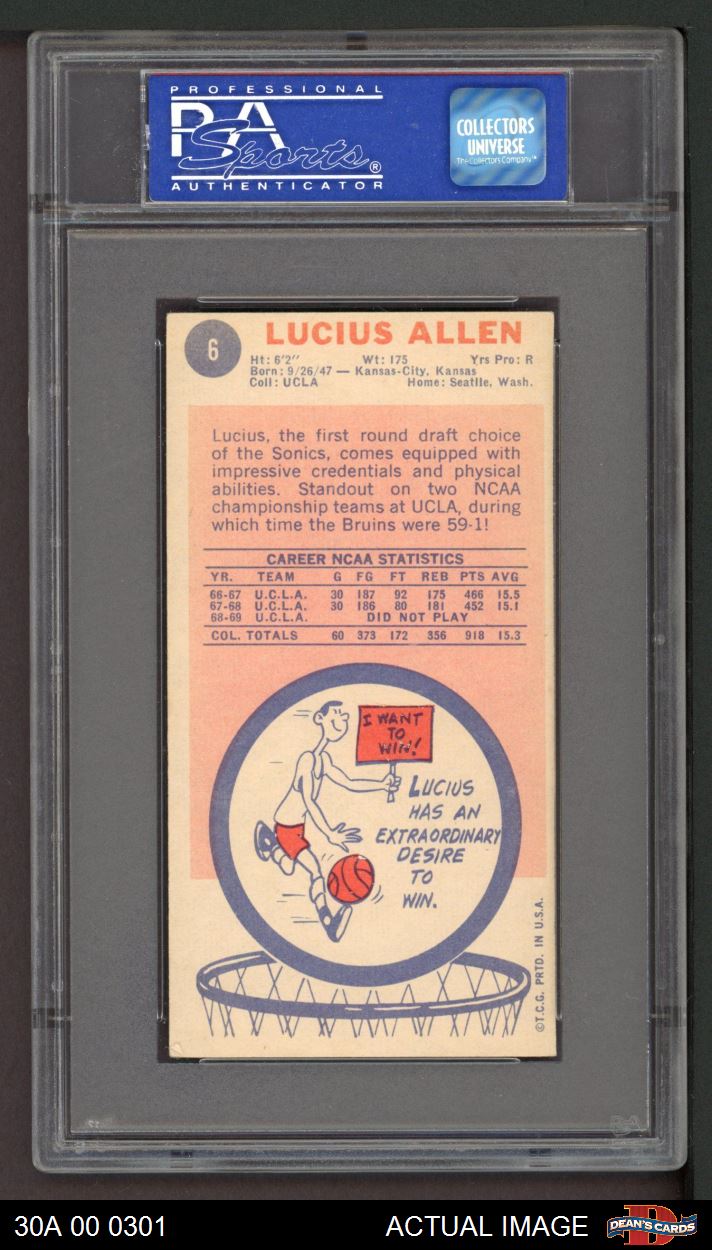 PROFESSIONAL
PSA
Sports®
AUTHENTICATOR
COLLECTORS
UNIVERSE
The Collectors Company™
6
LUCIUS ALLEN
Ht: 6'2" Wt: 175 Yrs Pro: R
Born: 9/26/47 — Kansas-City, Kansas
Coll: UCLA Home: Seatlle, Wash.
Lucius, the first round draft choice
of the Sonics, comes equipped with
impressive credentials and physical
abilities. Standout on two NCAA
championship teams at UCLA, during
which time the Bruins were 59-1!
CAREER NCAA STATISTICS
YR. TEAM G FG FT REB PTS AVG
66-67 U.C.L.A. 30 187 92 175 466 15.5
67-68 U.C.L.A. 30 186 80 181 452 15.1
68-69 U.C.L.A. DID NOT PLAY
COL. TOTALS 60 373 172 356 918 15.3
I WANT
TO
WIN!
LUCIUS
HAS AN
EXTRAORDINARY
DESIRE
TO
WIN.
©T.C.G. PRTD. IN U.S.A.
30A 00 0301 ACTUAL IMAGE
DEAN'S CARDS